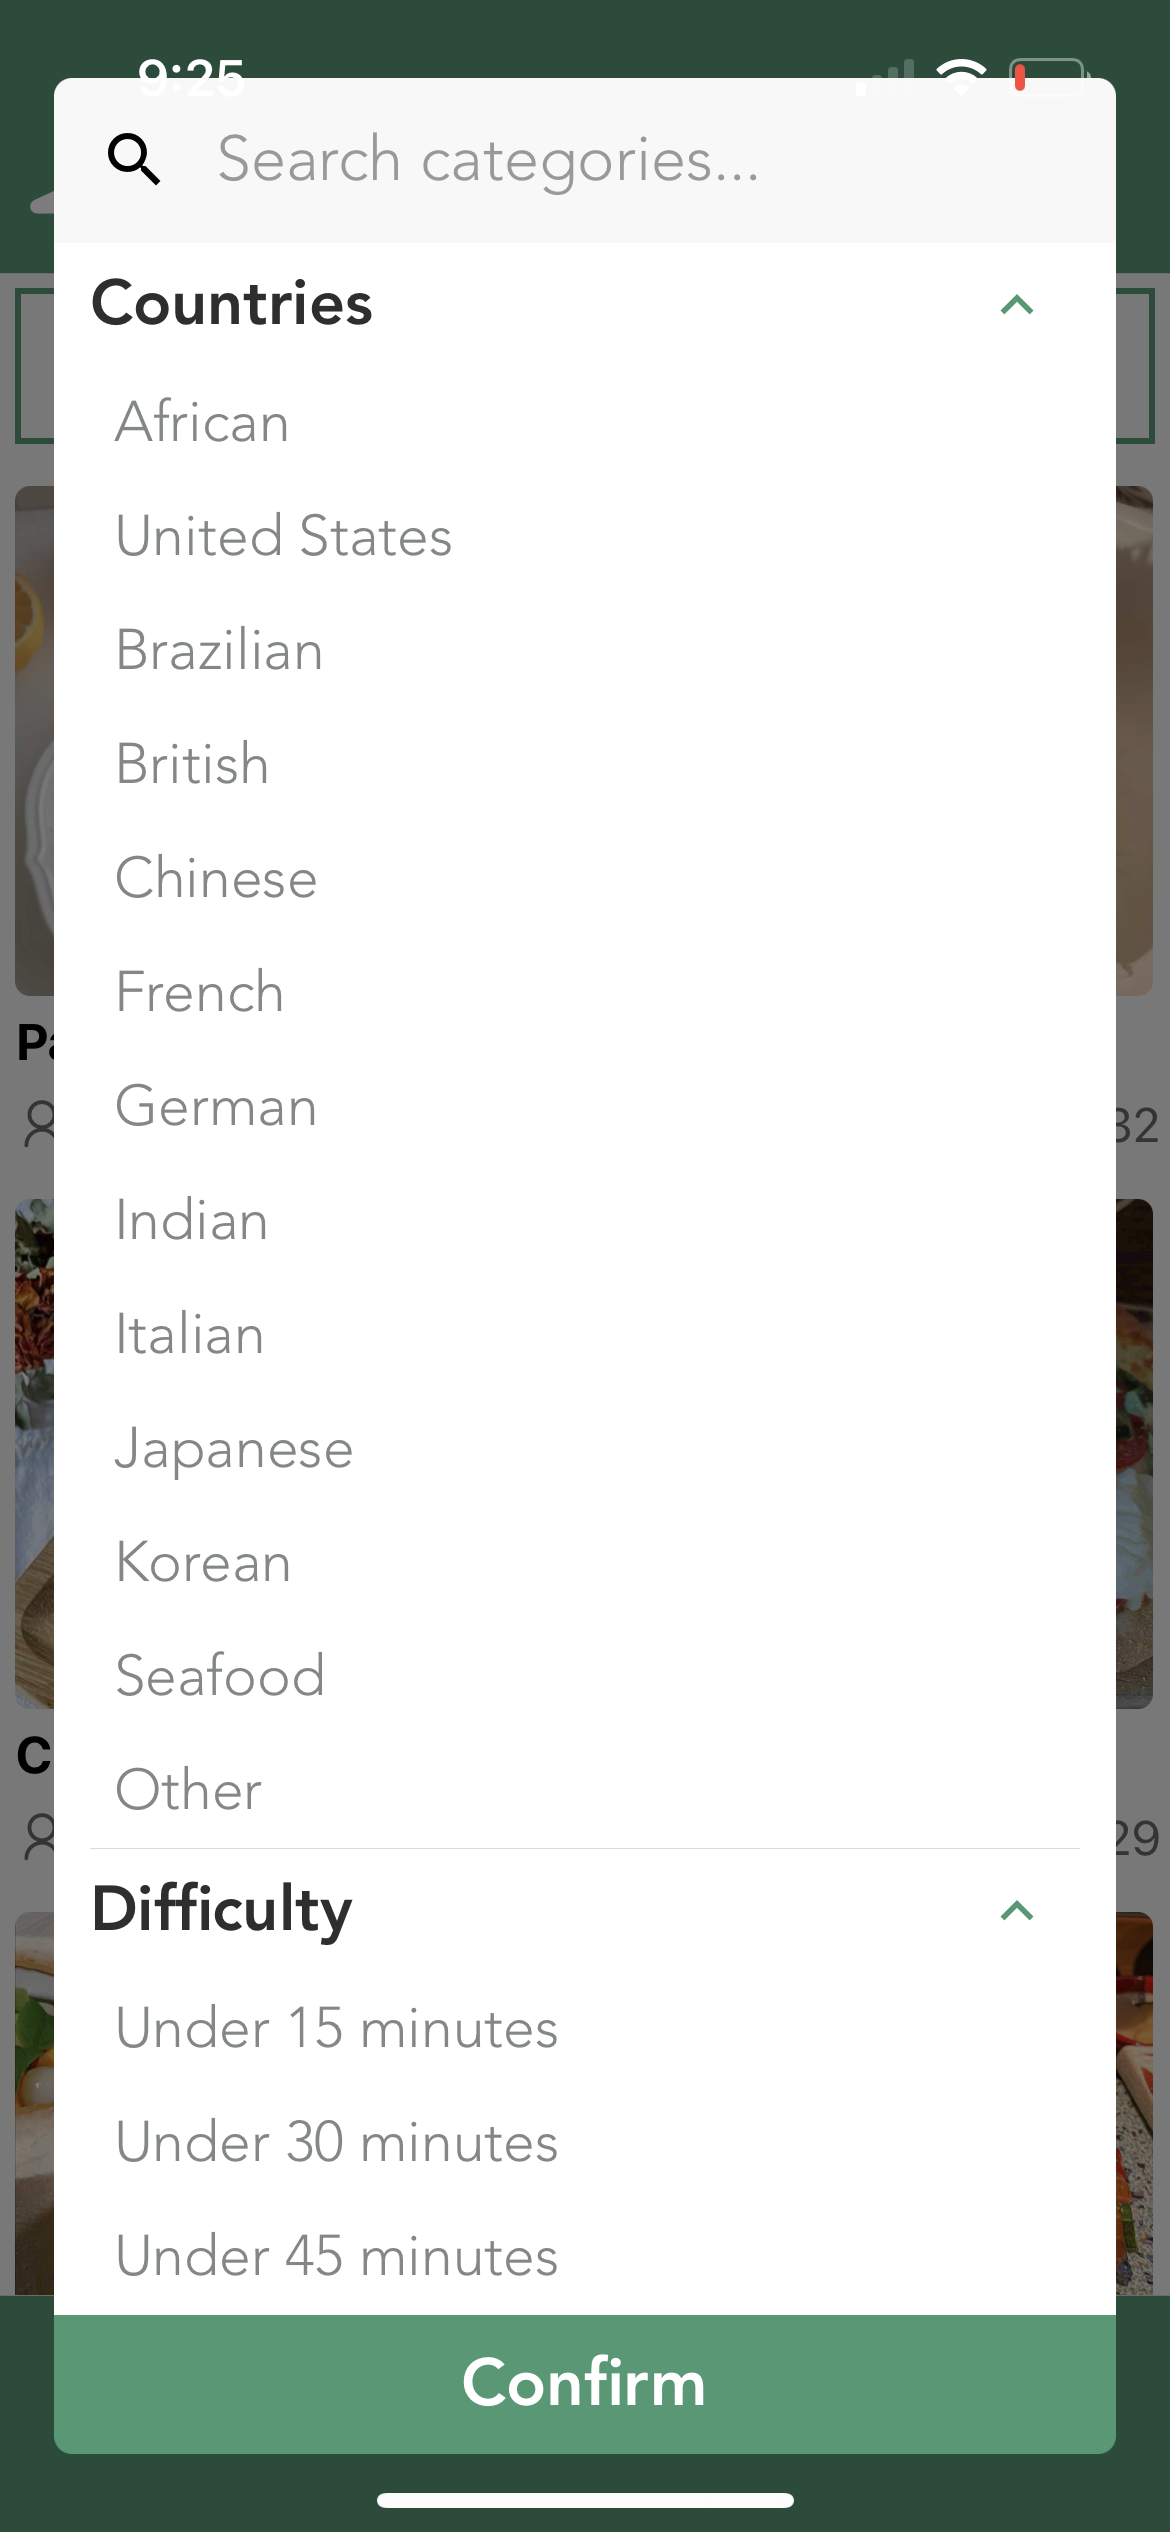 9:25
Search categories...
Countries
African
United States
Brazilian
British
Chinese
French
German
Indian
Italian
Japanese
Korean
Seafood
Other
Difficulty
Under 15 minutes
Under 30 minutes
Under 45 minutes
Confirm